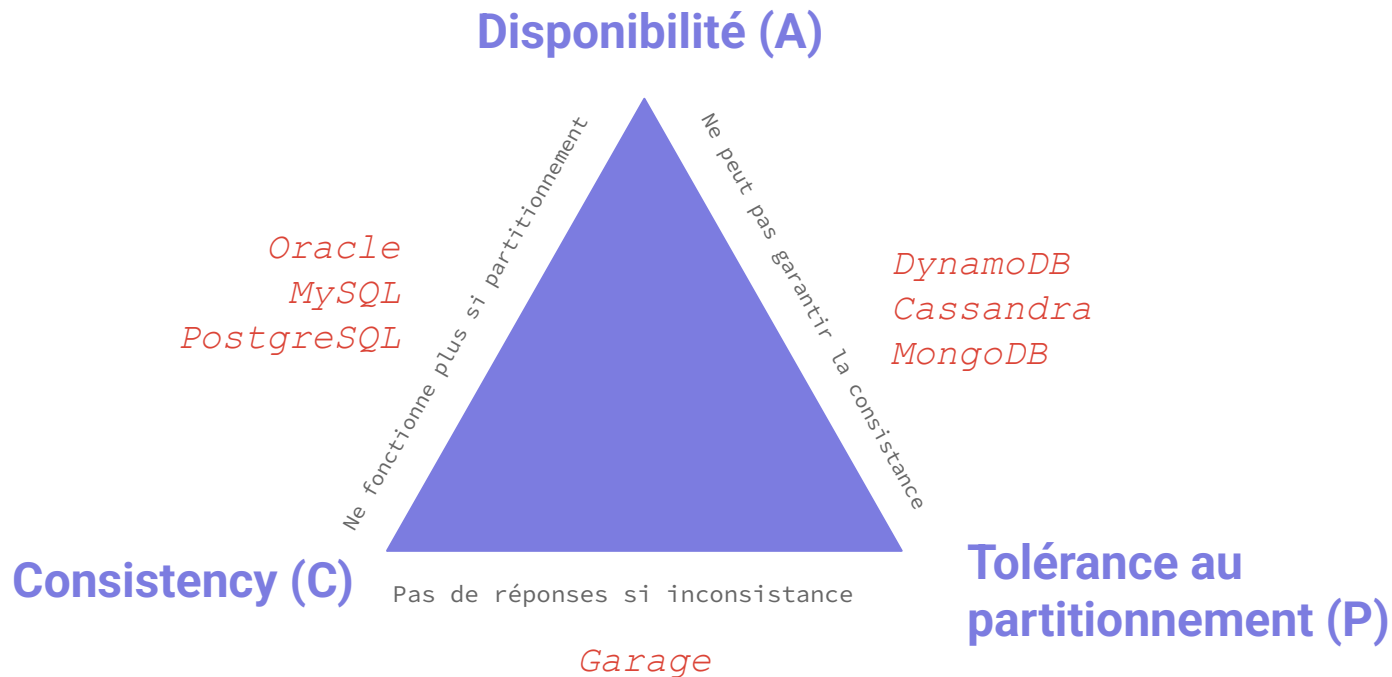 Disponibilité (A)
Ne fonctionne plus si partitionnement
Ne peut pas garantir la consistance
Oracle
MySQL
PostgreSQL
DynamoDB
Cassandra
MongoDB
Consistency (C)
Pas de réponses si inconsistance
Tolérance au
partitionnement (P)
Garage